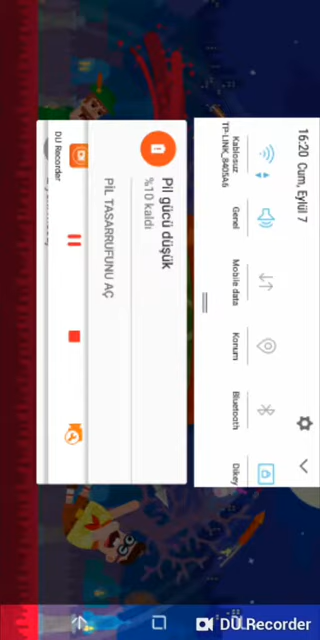 16:20 Cum, Eylül 7
Kablosuz
TP-LINK_8405A6
Genel
Mobile data
Konum
Bluetooth
Dikey
Pil gücü düşük
%10 kaldı
PİL TASARRUFUNU AÇ
DU Recorder
DU Recorder